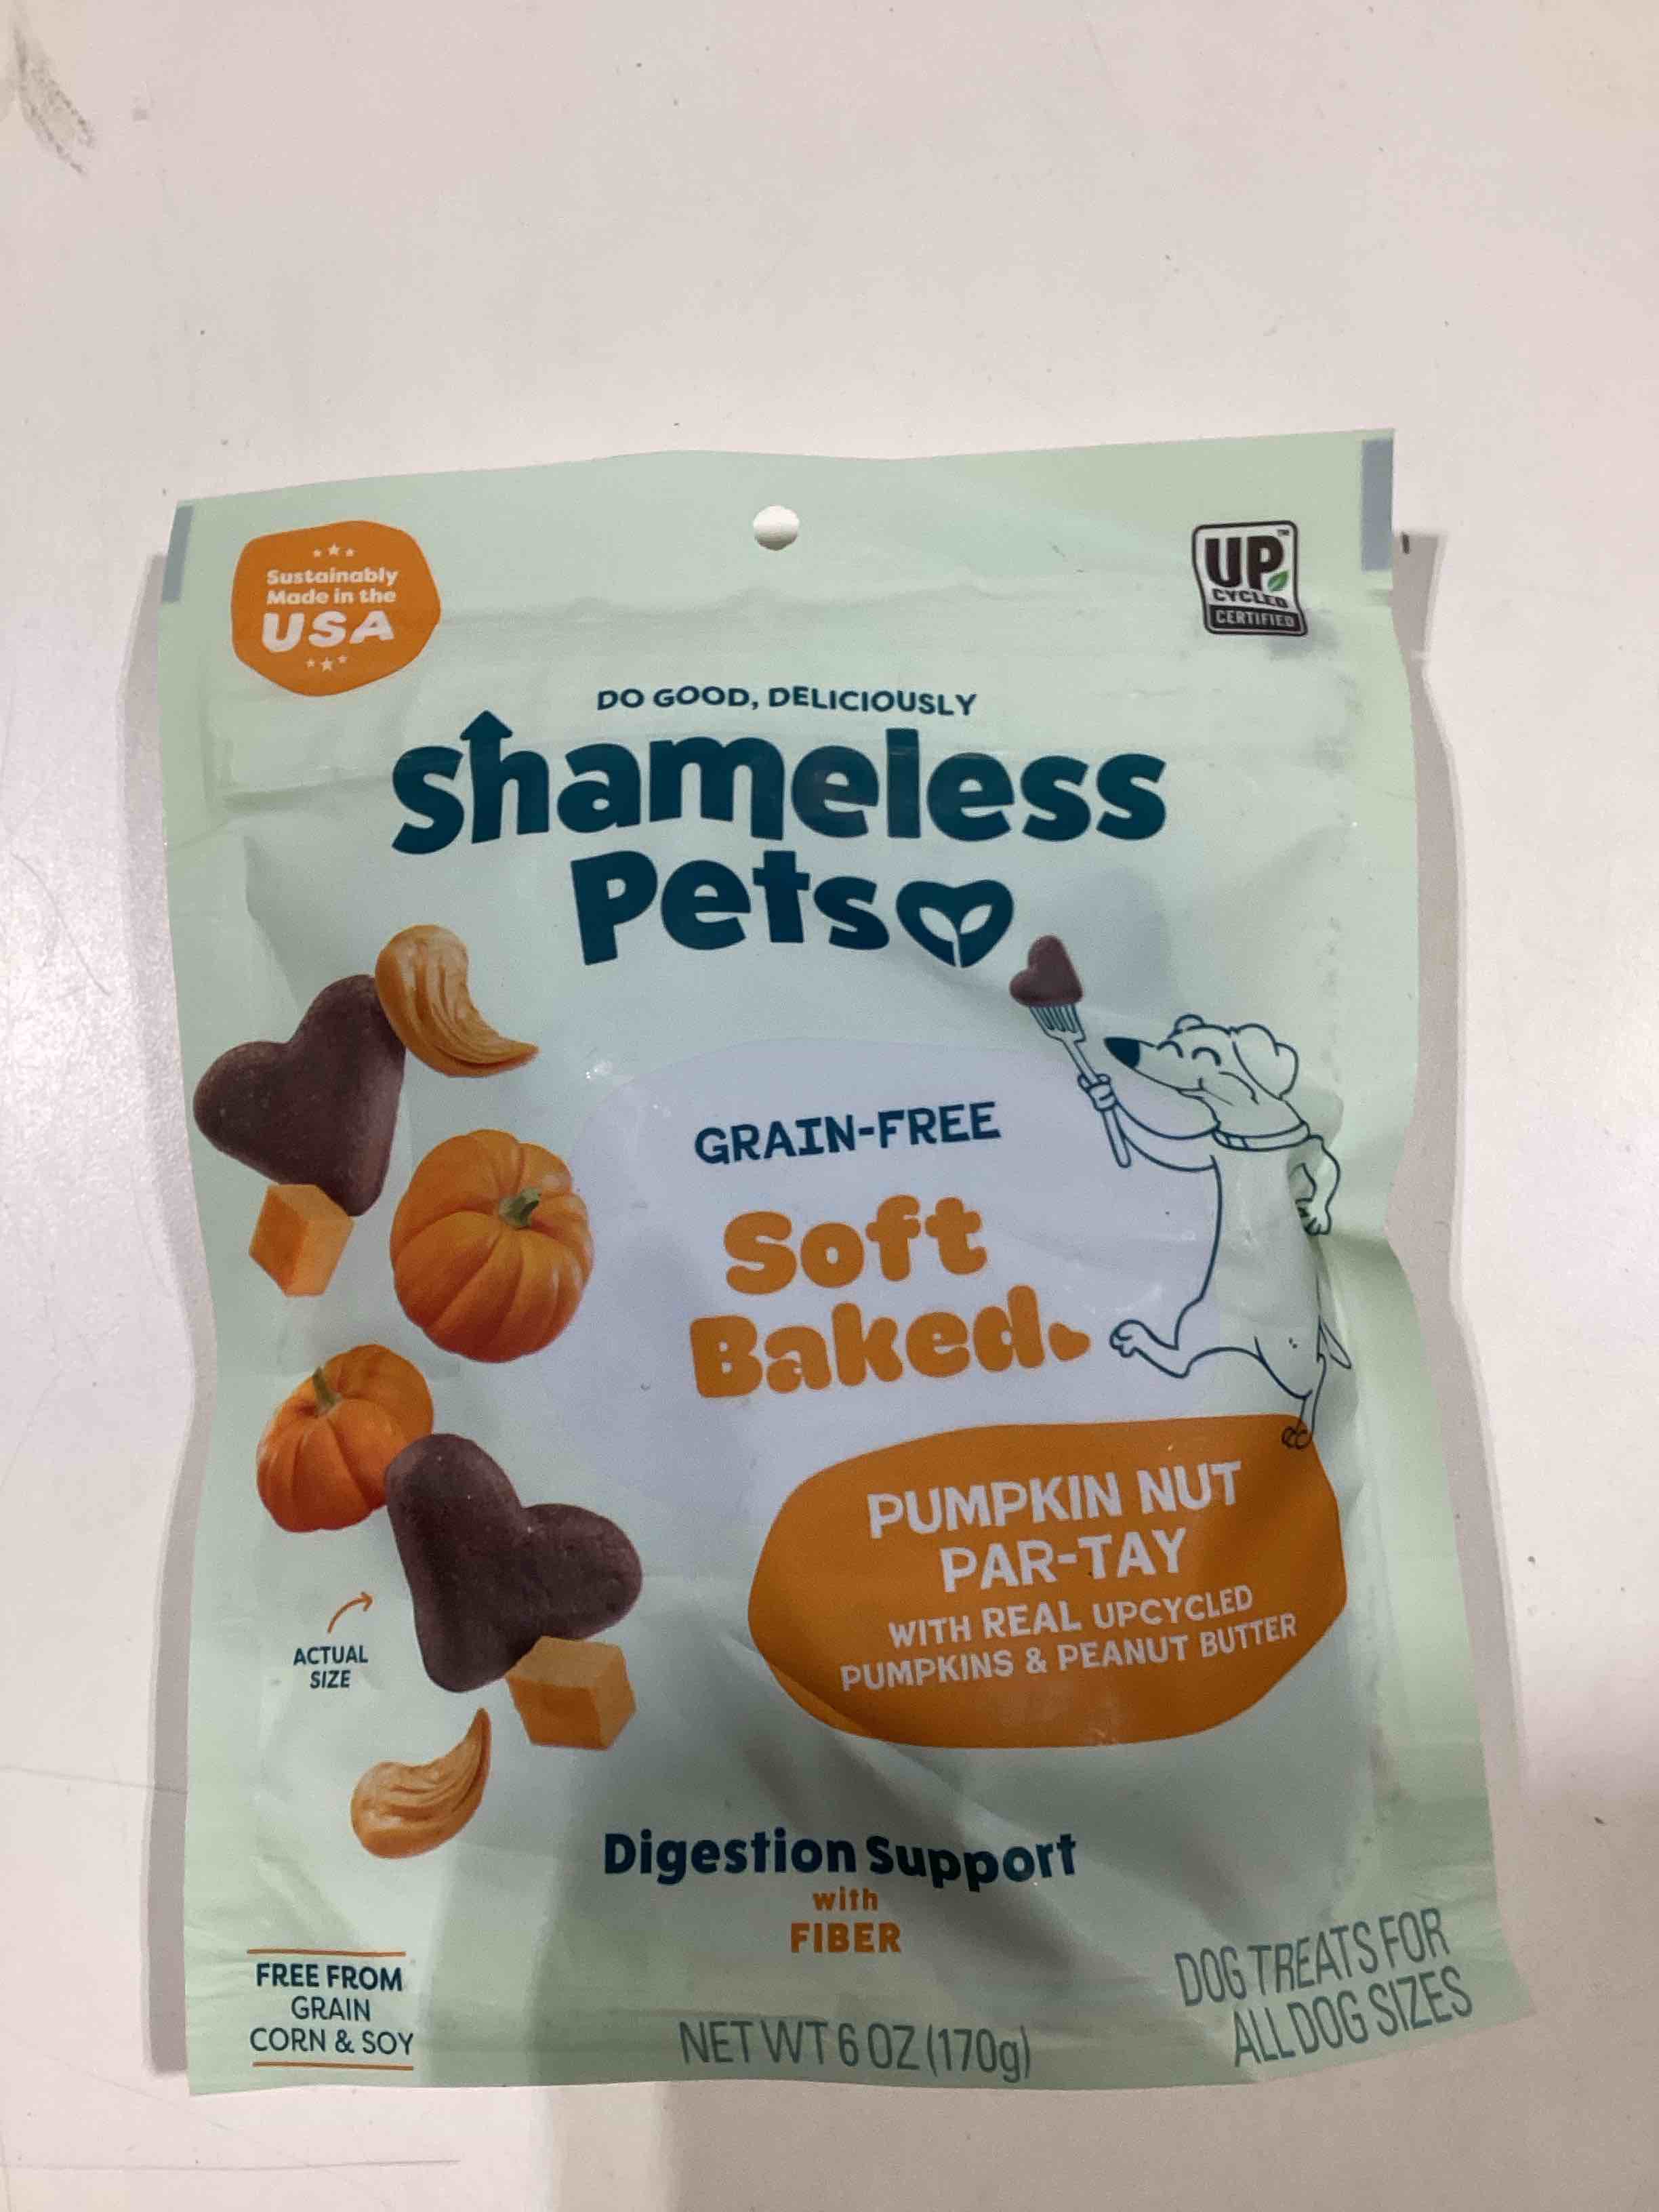 Sustainably
Made in the
USA
UP™
CYCLED
CERTIFIED
DO GOOD, DELICIOUSLY
Shameless
Pets
GRAIN-FREE
Soft
Baked
PUMPKIN NUT
PAR-TAY
WITH REAL UPCYCLED
PUMPKINS & PEANUT BUTTER
ACTUAL
SIZE
Digestion Support
with
FIBER
FREE FROM
GRAIN
CORN & SOY
NET WT 6 OZ (170g)
DOG TREATS FOR
ALL DOG SIZES